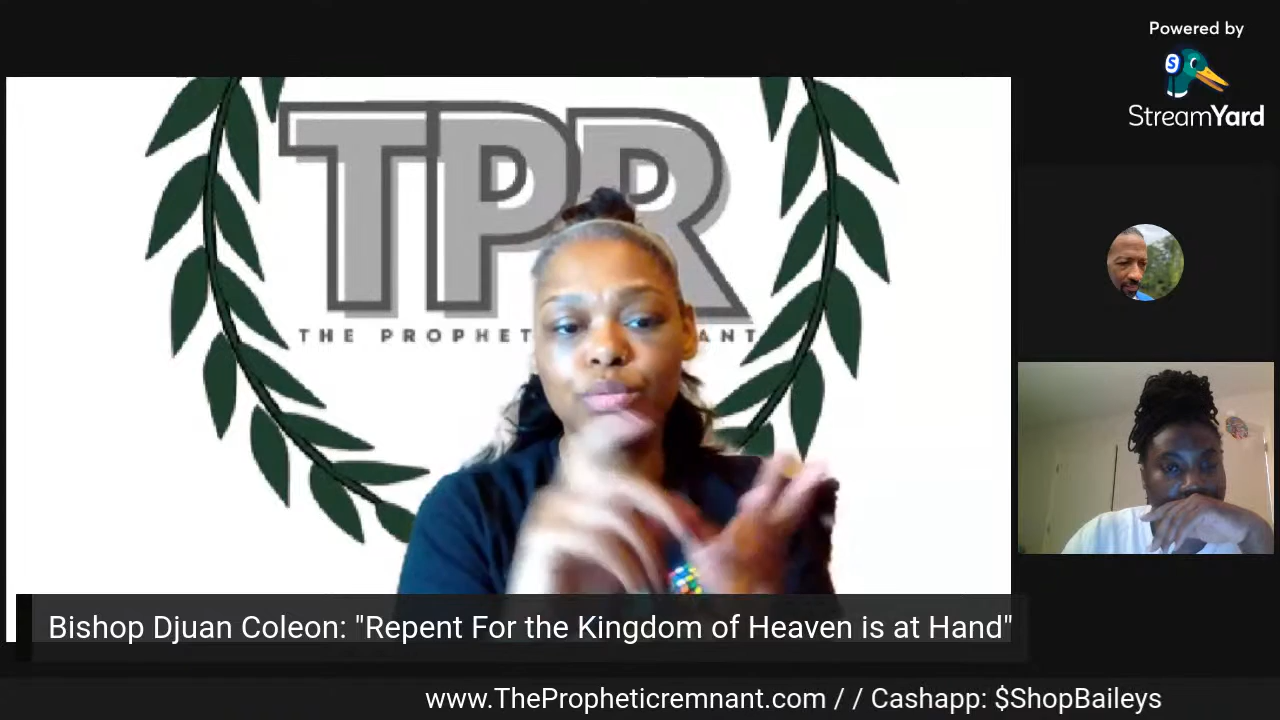 Powered by
StreamYard
TPR
THE PROPHET ANT
Bishop Djuan Coleon: "Repent For the Kingdom of Heaven is at Hand"
www.ThePropheticremnant.com / / Cashapp: $ShopBaileys